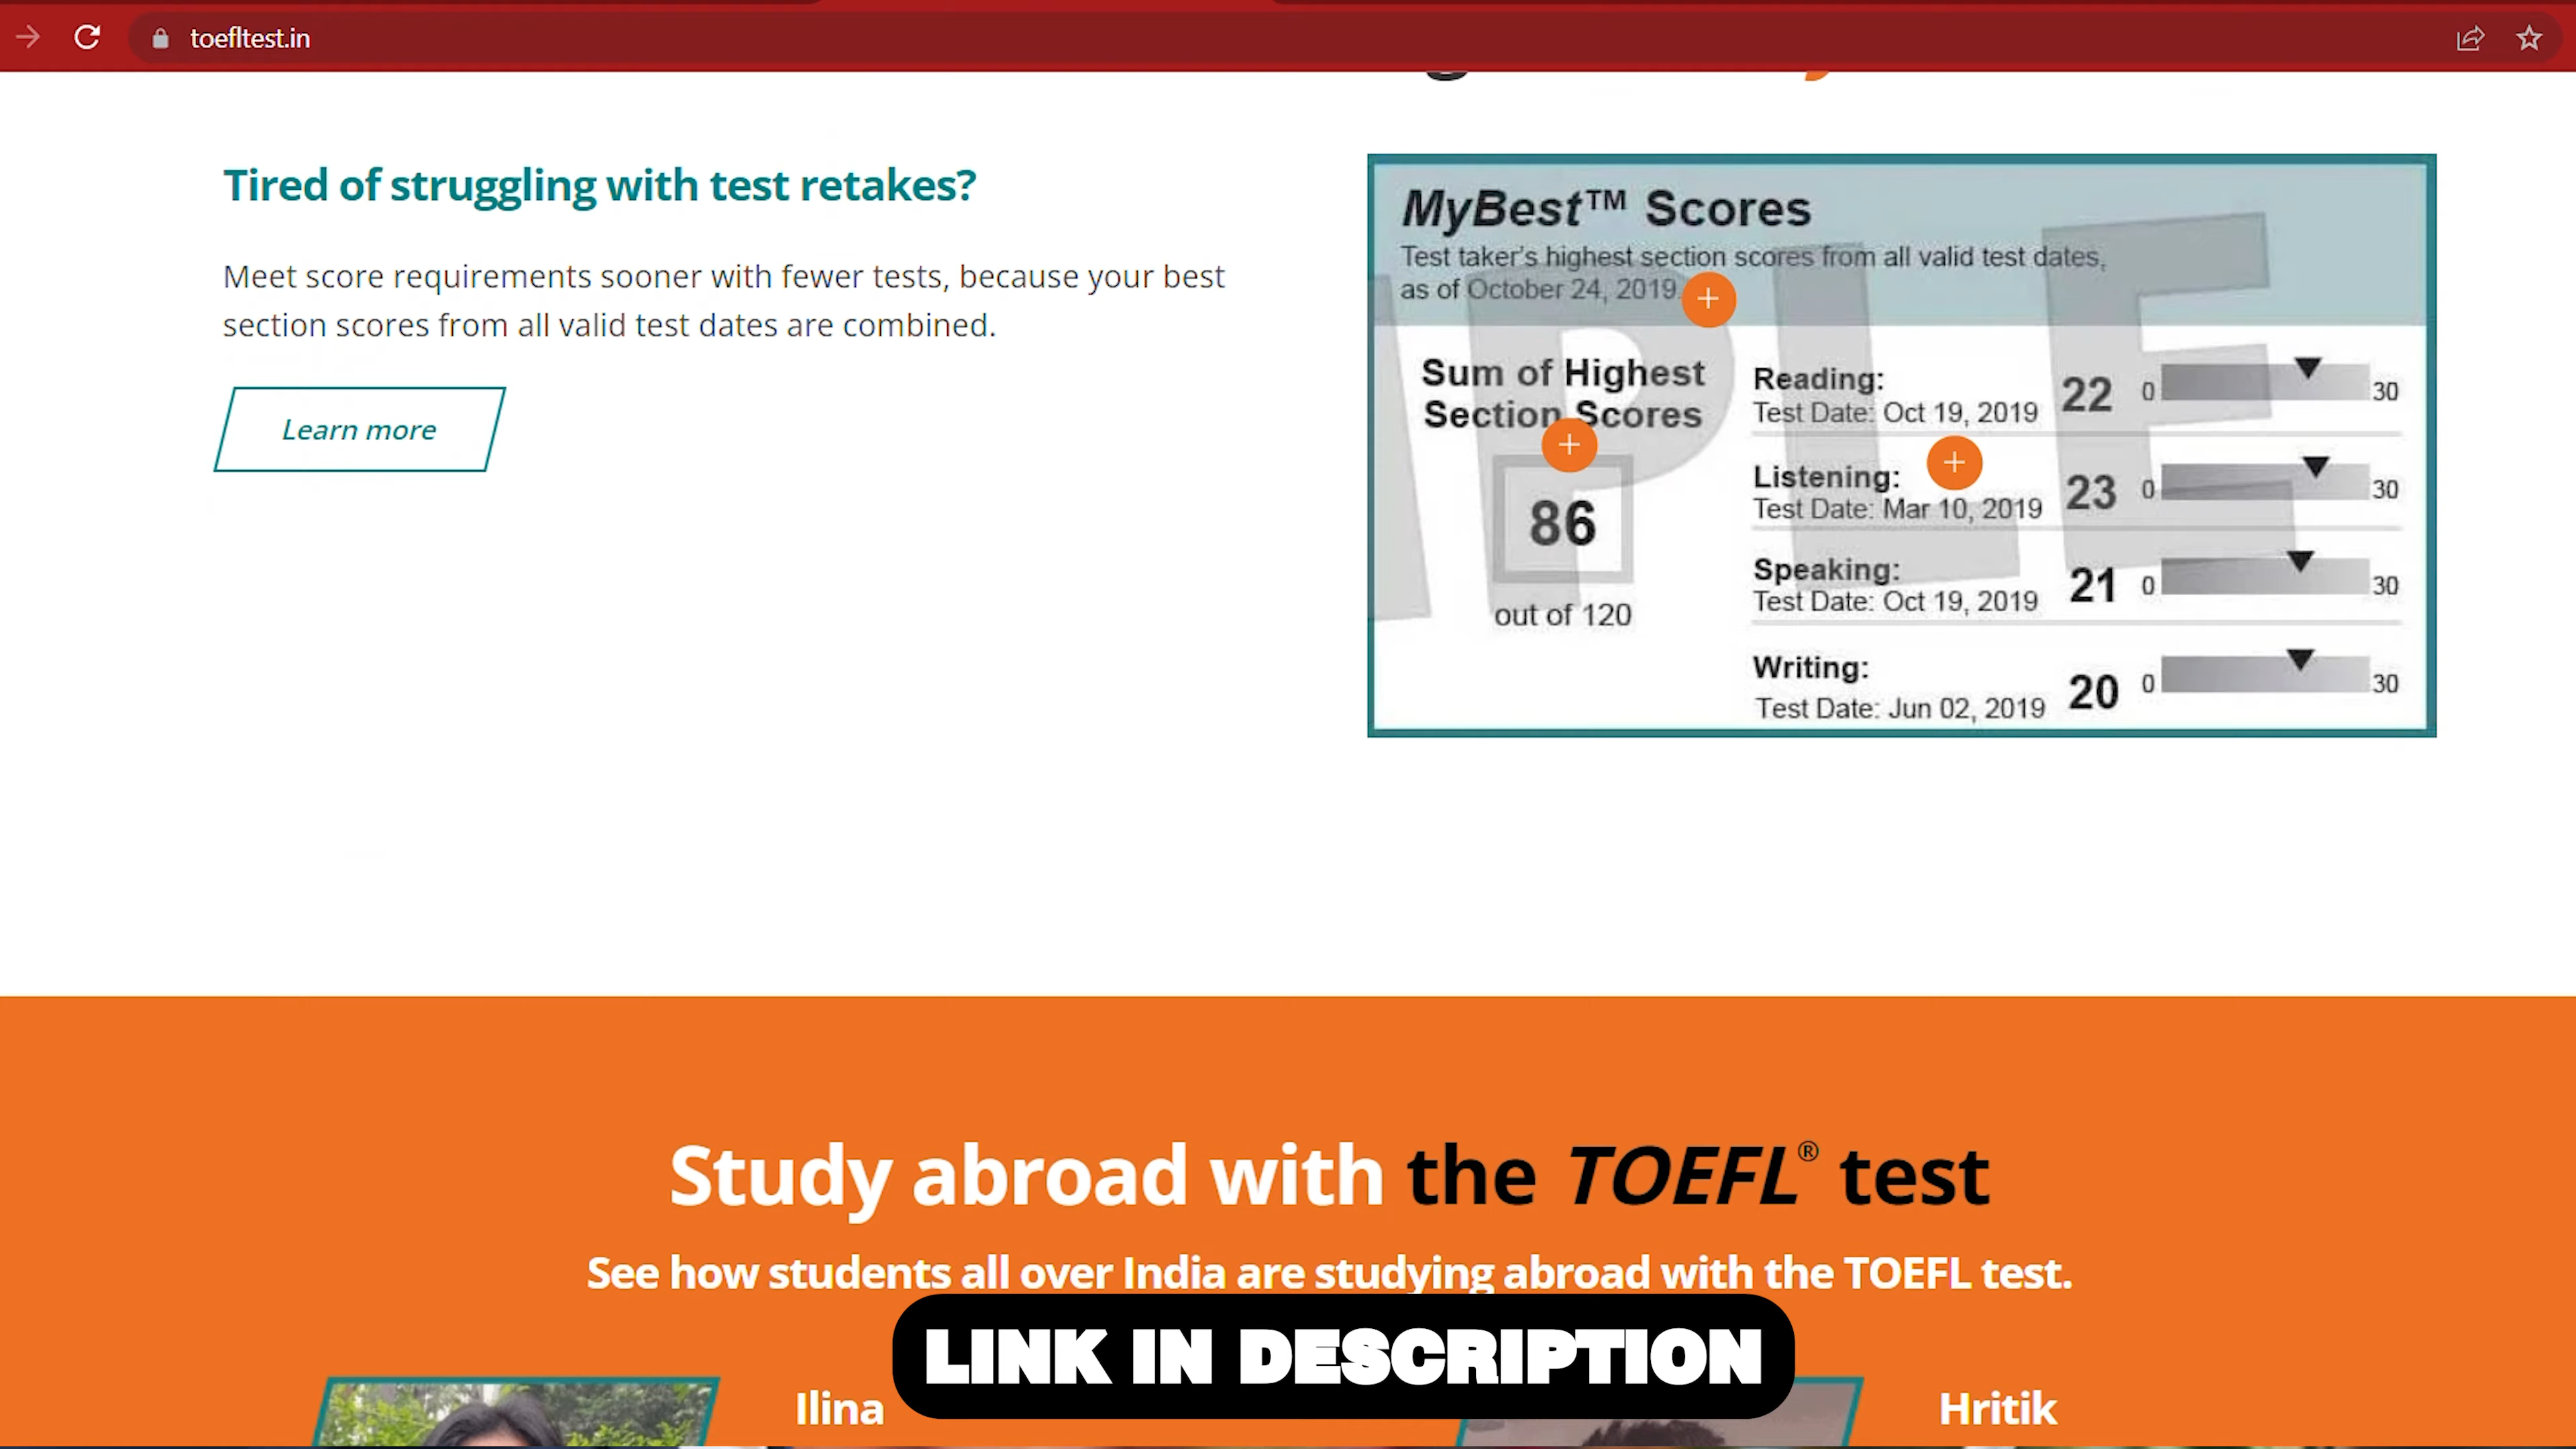 toefltest.in
Tired of struggling with test retakes?
Meet score requirements sooner with fewer tests, because your best
section scores from all valid test dates are combined.
Learn more
MyBest™ Scores
Test taker's highest section scores from all valid test dates,
as of October 24, 2019.
Sum of Highest
Section Scores
86
out of 120
Reading:
Test Date: Oct 19, 2019
22
0
30
Listening:
Test Date: Mar 10, 2019
23
0
30
Speaking:
Test Date: Oct 19, 2019
21
0
30
Writing:
Test Date: Jun 02, 2019
20
0
30
Study abroad with the TOEFL® test
See how students all over India are studying abroad with the TOEFL test.
LINK IN DESCRIPTION
Ilina
Hritik